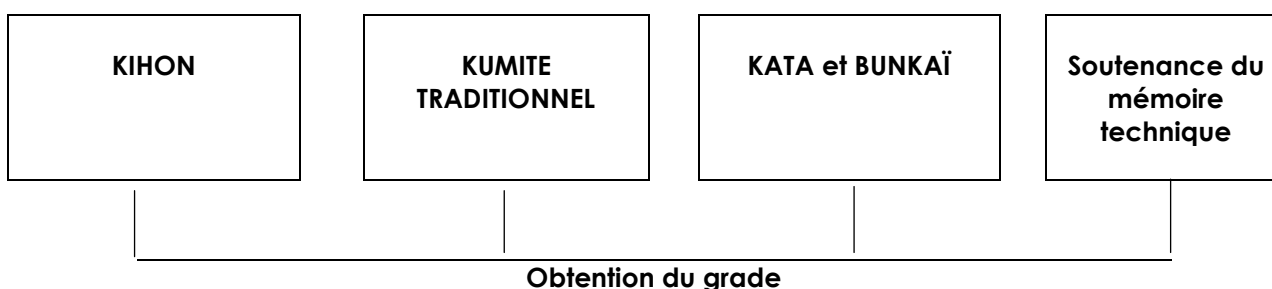 KIHON
KUMITE
TRADITIONNEL
KATA et BUNKAÏ
Soutenance du
mémoire
technique
Obtention du grade